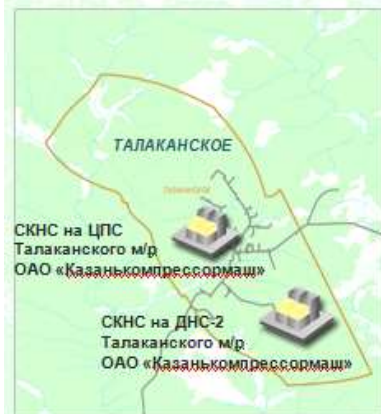 ТАЛАКАНСКОЕ
СКНС на ЦПС
Талаканского м/р
ОАО «Казанькомпрессормаш»
СКНС на ДНС-2
Талаканского м/р
ОАО «Казанькомпрессормаш»